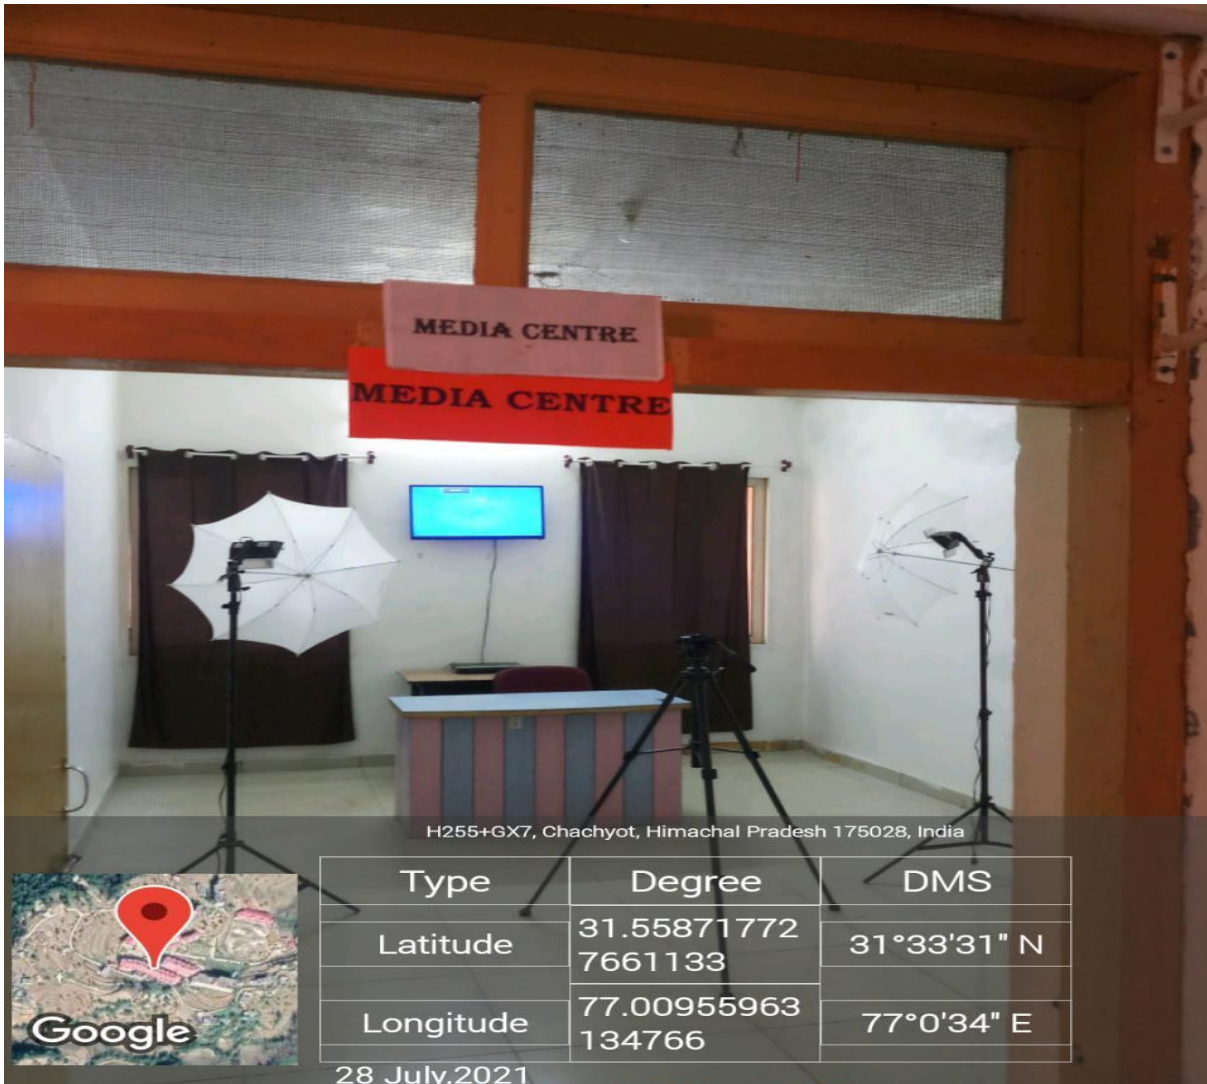 MEDIA CENTRE
MEDIA CENTRE
H255+GX7, Chachyot, Himachal Pradesh 175028, India
Type Degree DMS
Latitude 31.55871772 7661133 31°33'31" N
Longitude 77.00955963 134766 77°0'34" E
Google
28 July,2021